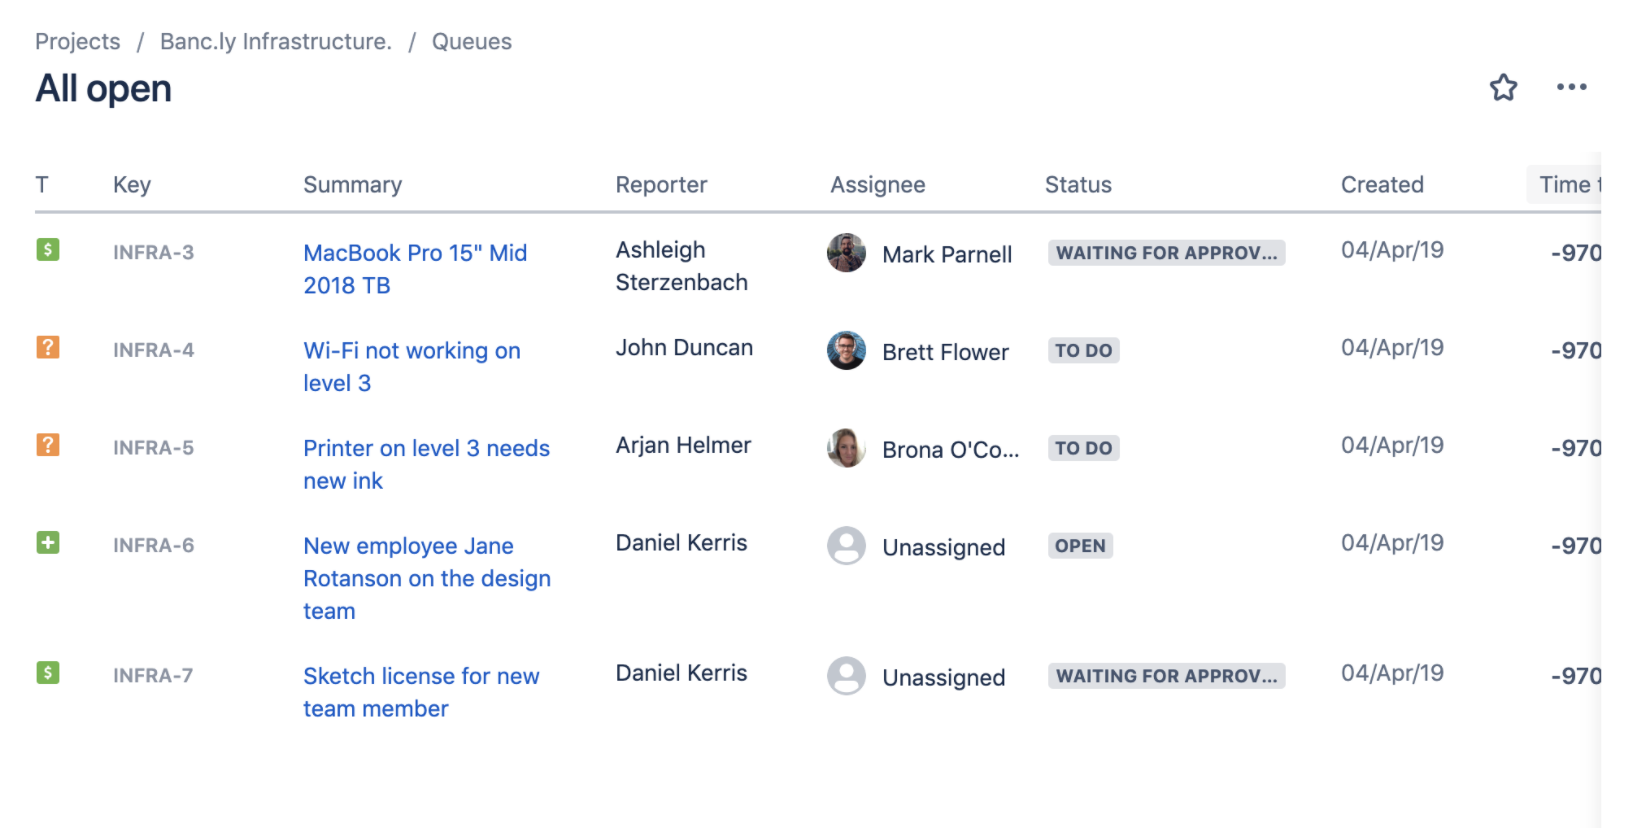 Projects / Banc.ly Infrastructure. / Queues
All open
T Key Summary Reporter Assignee Status Created Time t
$ INFRA-3 MacBook Pro 15" Mid Ashleigh Mark Parnell WAITING FOR APPROV... 04/Apr/19 -970
2018 TB Sterzenbach
? INFRA-4 Wi-Fi not working on John Duncan Brett Flower TO DO 04/Apr/19 -970
level 3
? INFRA-5 Printer on level 3 needs Arjan Helmer Brona O'Co... TO DO 04/Apr/19 -970
new ink
+ INFRA-6 New employee Jane Daniel Kerris Unassigned OPEN 04/Apr/19 -970
Rotanson on the design
team
$ INFRA-7 Sketch license for new Daniel Kerris Unassigned WAITING FOR APPROV... 04/Apr/19 -970
team member